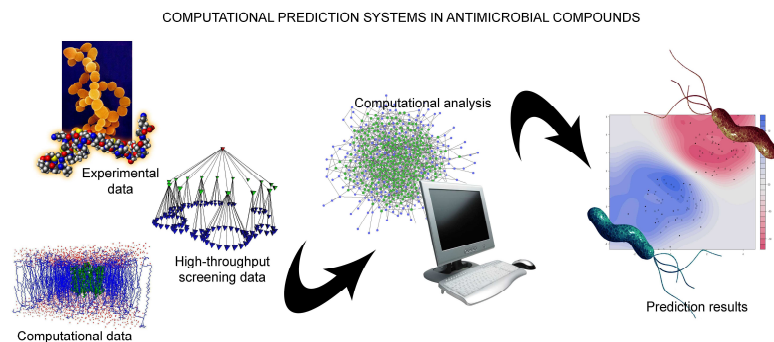 COMPUTATIONAL PREDICTION SYSTEMS IN ANTIMICROBIAL COMPOUNDS
Computational analysis
Experimental
data
High-throughput
screening data
Prediction results
Computational data